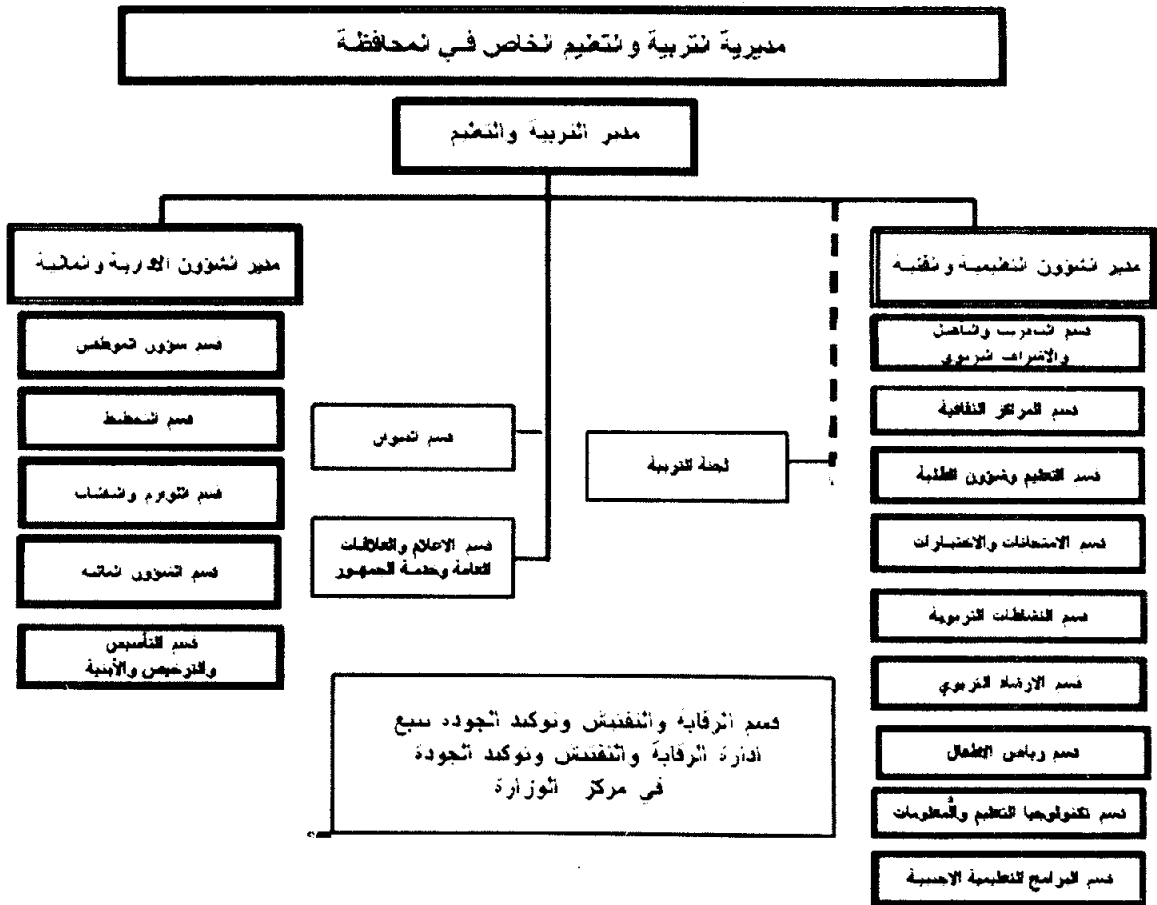 مديرية التربية والتعليم الخاص في المحافظة
مدير التربية والتعليم
مدير الشؤون التعليمية والفنية
مدير الشؤون الادارية والمالية
قسم التدريب والتأهيل
والاشراف التربوي
قسم المراكز الثقافية
قسم التعليم وشؤون الطلبة
قسم الامتحانات والاختبارات
قسم النشاطات التربوية
قسم الارشاد التربوي
قسم رياض الاطفال
قسم تكنولوجيا التعليم والمعلومات
قسم البرامج التعليمية الاجنبية
لجنة التربية
قسم الديوان
قسم الاعلام والعلاقات
العامة وخدمة الجمهور
قسم شؤون الموظفين
قسم التخطيط
قسم اللوازم
قسم الشؤون المالية
قسم التأسيس
والترخيص والأبنية
قسم الرقابة والتفتيش وتوكيد الجودة يتبع
ادارة الرقابة والتفتيش وتوكيد الجودة
في مركز الوزارة